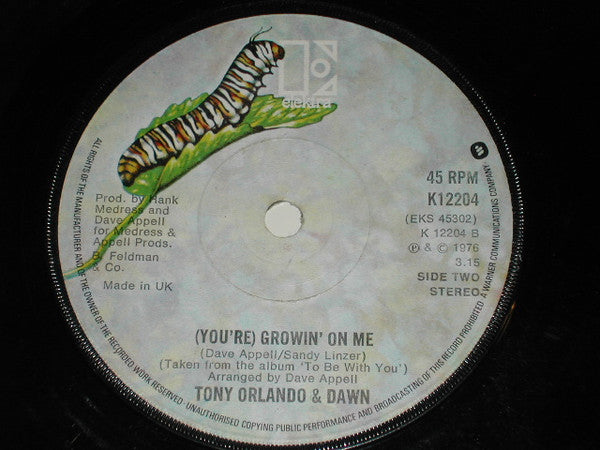 elektra
Prod. by Hank
Medress and
Dave Appell
for Medress &
Appell Prods.
B. Feldman
& Co.
Made in UK
45 RPM
K12204
(EKS 45302)
K 12204 B
℗ & © 1976
3.15
SIDE TWO
STEREO
(YOU'RE) GROWIN' ON ME
(Dave Appell/Sandy Linzer)
(Taken from the album 'To Be With You')
Arranged by Dave Appell
TONY ORLANDO & DAWN
ALL RIGHTS OF THE MANUFACTURER AND OF THE OWNER OF THE RECORDED WORK RESERVED-UNAUTHORISED COPYING PUBLIC PERFORMANCE AND BROADCASTING OF THIS RECORD PROHIBITED A WARNER COMMUNICATIONS COMPANY